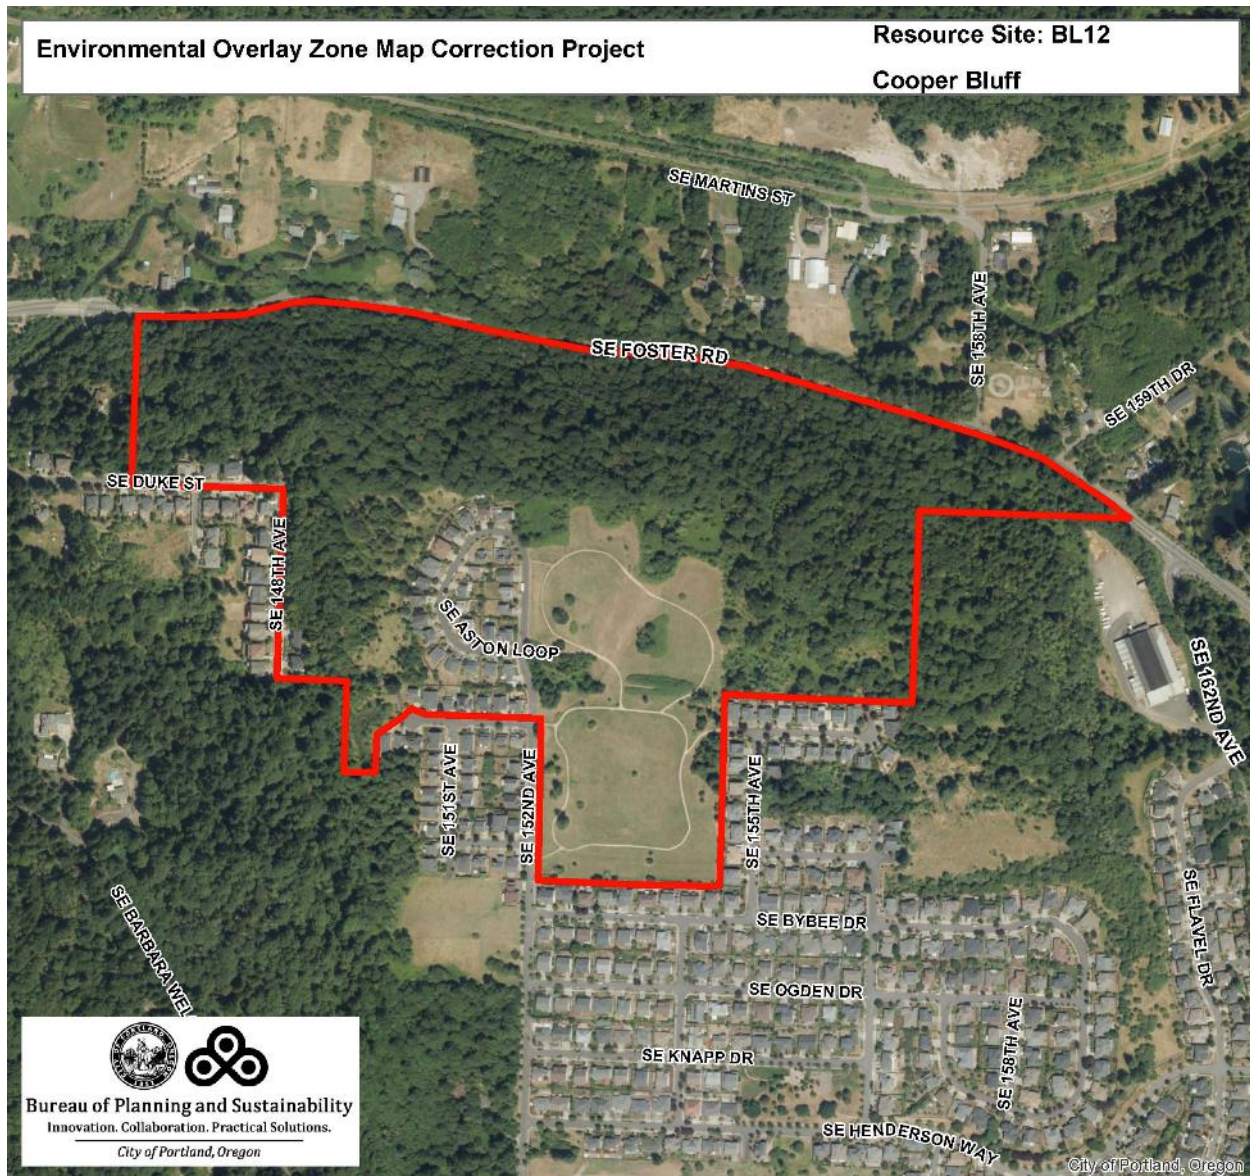 Environmental Overlay Zone Map Correction Project
Resource Site: BL12
Cooper Bluff
SE MARTINS ST
SE 158TH AVE
SE FOSTER RD
SE 159TH DR
SE DUKE ST
SE 148TH AVE
SE ASTON LOOP
SE 162ND AVE
SE 151ST AVE
SE 152ND AVE
SE 155TH AVE
SE BARBARA WEL
SE BYBEE DR
SE FLAVEL DR
SE OGDEN DR
SE 158TH AVE
SE KNAPP DR
SE HENDERSON WAY
Bureau of Planning and Sustainability
Innovation. Collaboration. Practical Solutions.
City of Portland, Oregon
City of Portland, Oregon